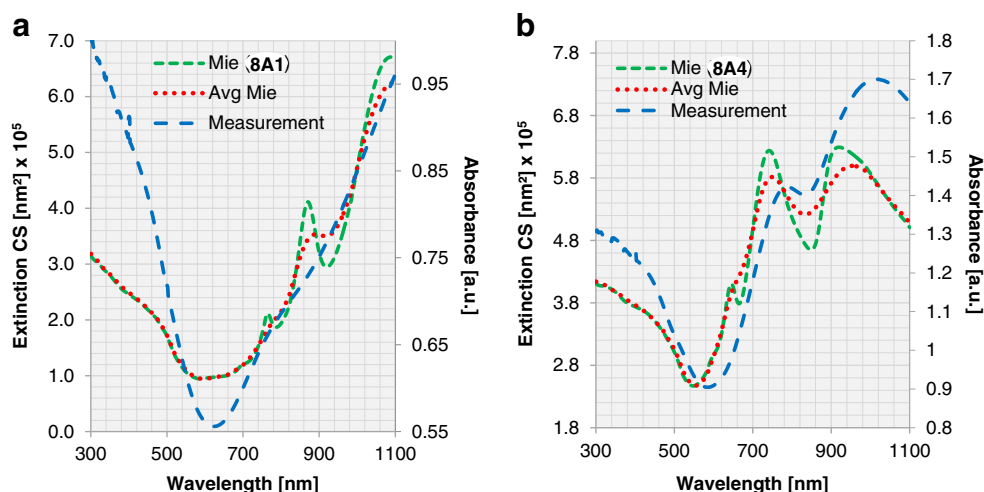 a
7.0
6.0
5.0
4.0
3.0
2.0
1.0
0.0
Extinction CS [nm²] x 10⁵
Mie (8A1)
Avg Mie
Measurement
0.95
0.85
0.75
0.65
0.55
Absorbance [a.u.]
300 500 700 900 1100
Wavelength [nm]
b
7.8
6.8
5.8
4.8
3.8
2.8
1.8
Extinction CS [nm²] x 10⁵
Mie (8A4)
Avg Mie
Measurement
1.8
1.7
1.6
1.5
1.4
1.3
1.2
1.1
1
0.9
0.8
Absorbance [a.u.]
300 500 700 900 1100
Wavelength [nm]